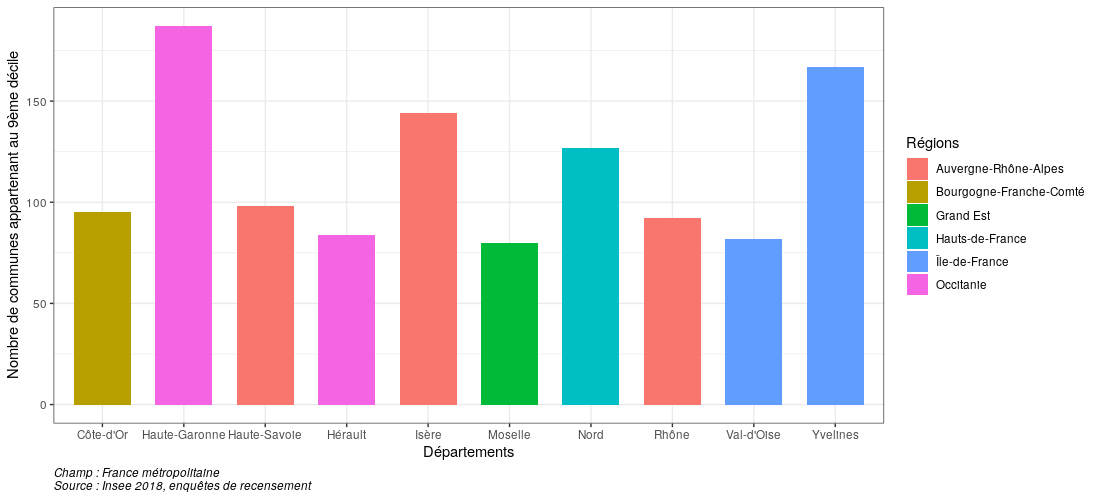 Nombre de communes appartenant au 9ème décile
150
100
50
0
Côte-d'Or Haute-Garonne Haute-Savoie Hérault Isère Moselle Nord Rhône Val-d'Oise Yvelines
Départements
Régions
Auvergne-Rhône-Alpes
Bourgogne-Franche-Comté
Grand Est
Hauts-de-France
Île-de-France
Occitanie
Champ : France métropolitaine
Source : Insee 2018, enquêtes de recensement